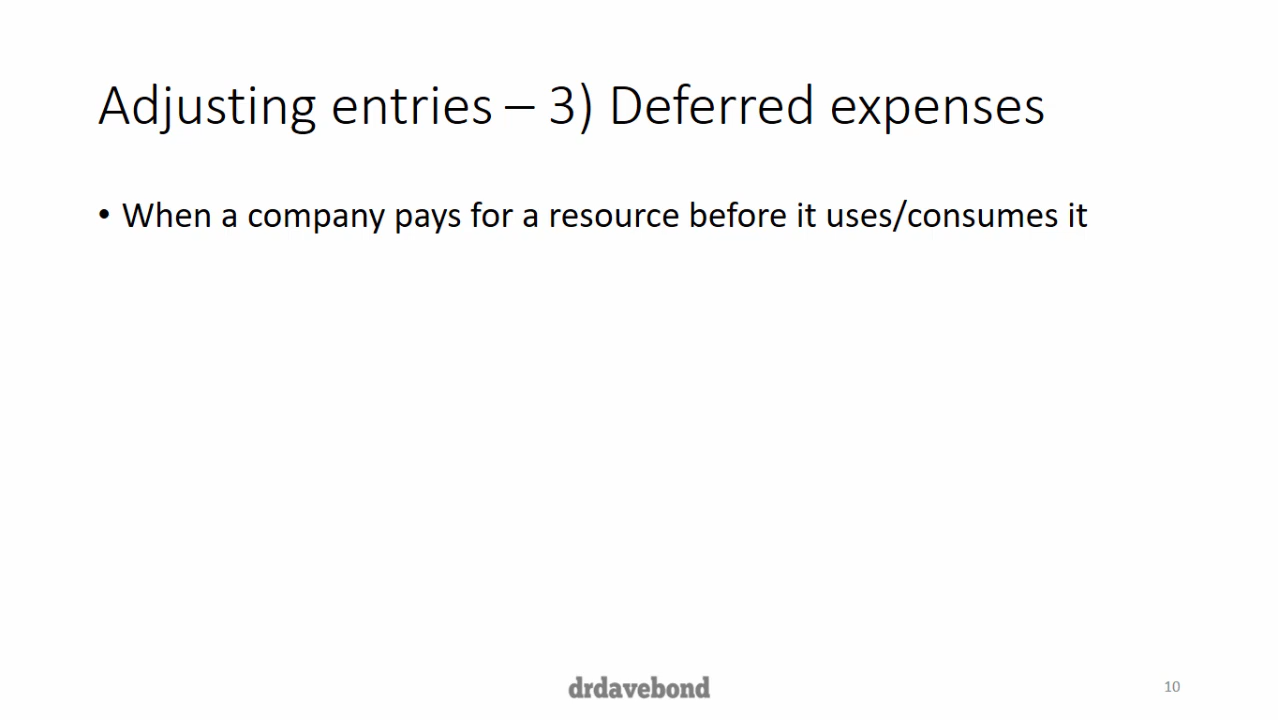 Adjusting entries – 3) Deferred expenses
• When a company pays for a resource before it uses/consumes it
drdavebond
10